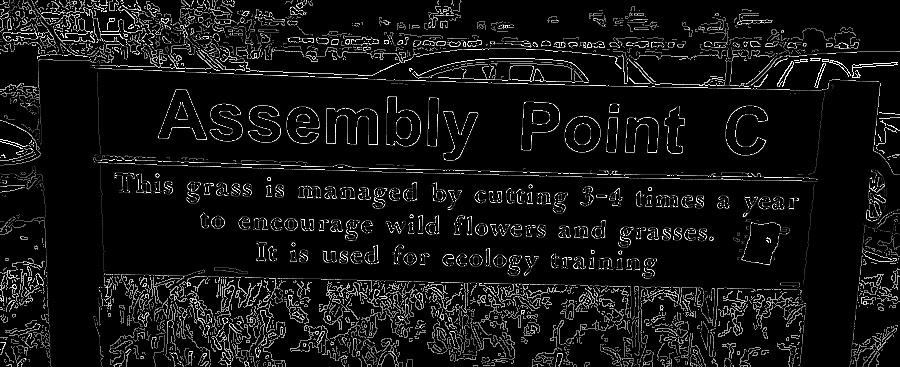 Assembly Point C
This grass is managed by cutting 3-4 times a year
to encourage wild flowers and grasses.
It is used for ecology training